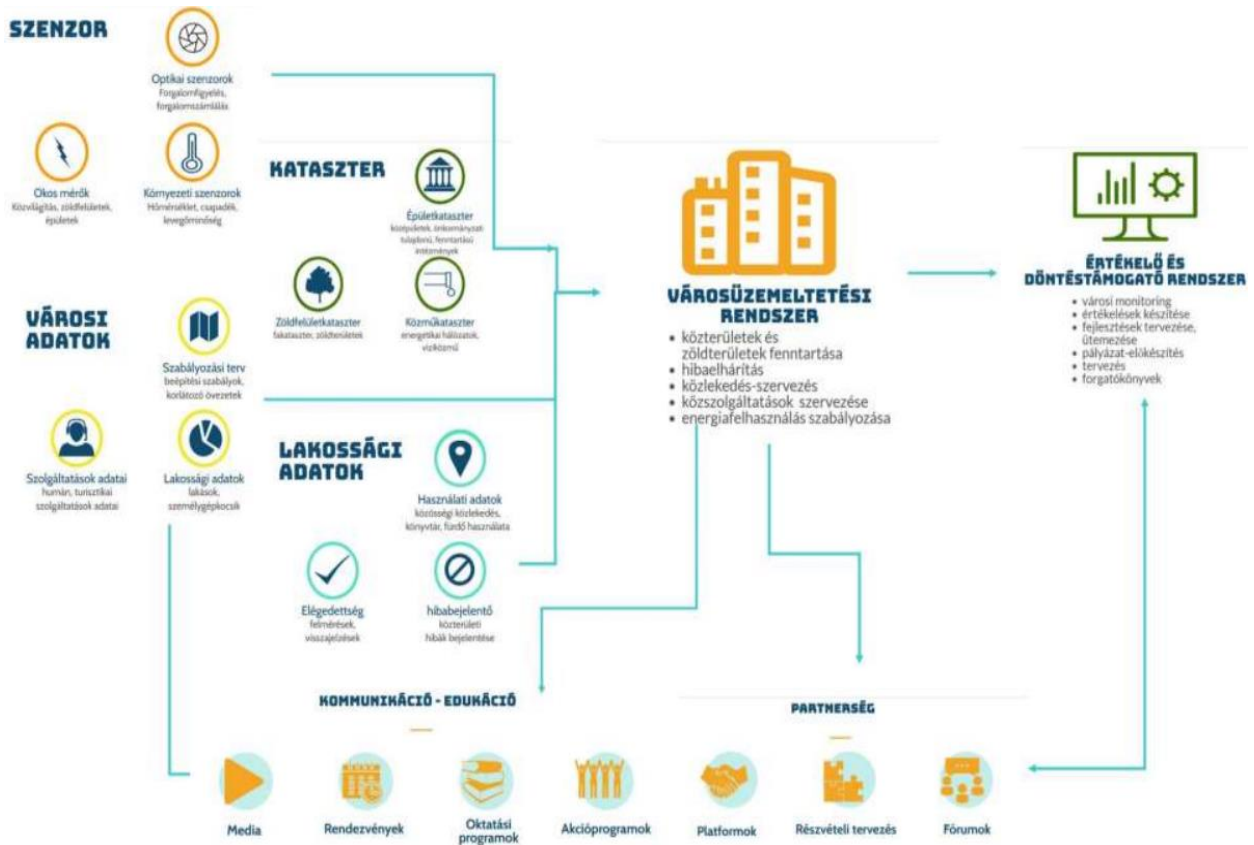 SZENZOR
Optikai szenzorok
Forgalomfigyelés,
forgalomszámlálás
Okos mérők
Közvilágítás, zöldfelületek,
épületek
Környezeti szenzorok
Hőmérséklet, csapadék,
levegőminőség
KATASZTER
Épületkataszter
középületek, önkormányzati
tulajdonú, fenntartású
intézmények
Zöldfelületkataszter
fakataszter, zöldterületek
Közműkataszter
energetikai hálózatok,
víziközmű
VÁROSI
ADATOK
Szabályozási terv
beépítési szabályok,
korlátozó övezetek
Szolgáltatások adatai
humán, turisztikai
szolgáltatások adatai
Lakossági adatok
lakások,
személygépkocsik
LAKOSSÁGI
ADATOK
Használati adatok
közösségi közlekedés,
könyvtár, fürdő használata
Elégedettség
felmérések,
visszajelzések
hibabejelentő
közterületi
hibák bejelentése
VÁROSÜZEMELTETÉSI
RENDSZER
• közterületek és
zöldterületek fenntartása
• hibaelhárítás
• közlekedés-szervezés
• közszolgáltatások szervezése
• energiafelhasználás szabályozása
ÉRTÉKELŐ ÉS
DÖNTÉSTÁMOGATÓ RENDSZER
• városi monitoring
• értékelések készítése
• fejlesztések tervezése,
ütemezése
• pályázat-előkészítés
• tervezés
• forgatókönyvek
KOMMUNIKÁCIÓ - EDUKÁCIÓ
PARTNERSÉG
Media
Rendezvények
Oktatási
programok
Akcióprogramok
Platformok
Részvételi tervezés
Fórumok